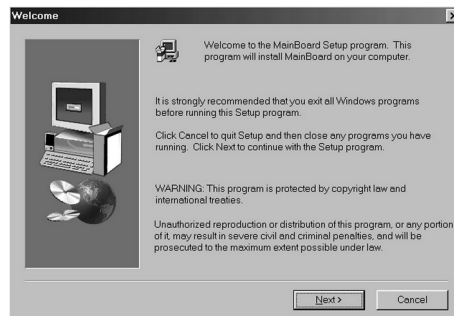 Welcome
Welcome to the MainBoard Setup program. This
program will install MainBoard on your computer.
It is strongly recommended that you exit all Windows programs
before running this Setup program.
Click Cancel to quit Setup and then close any programs you have
running. Click Next to continue with the Setup program.
WARNING: This program is protected by copyright law and
international treaties.
Unauthorized reproduction or distribution of this program, or any portion
of it, may result in severe civil and criminal penalties, and will be
prosecuted to the maximum extent possible under law.
Next >
Cancel